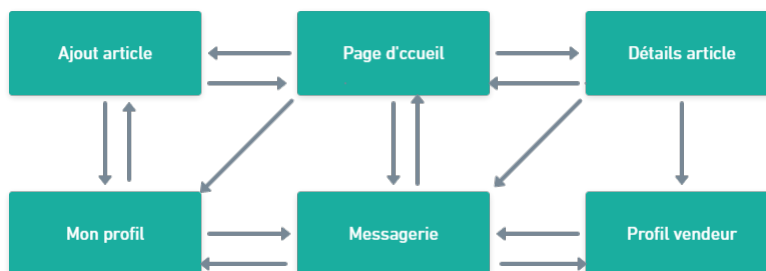 Ajout article
Page d'ccueil
Détails article
Mon profil
Messagerie
Profil vendeur